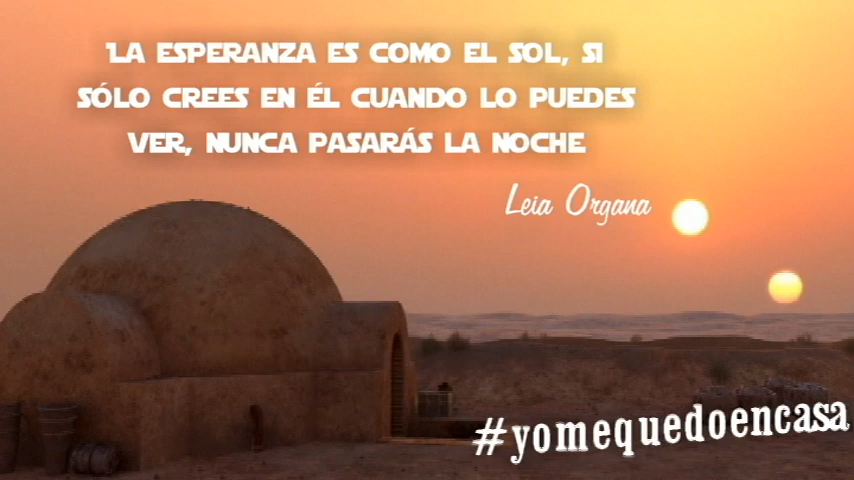 LA ESPERANZA ES COMO EL SOL, SI
SÓLO CREES EN ÉL CUANDO LO PUEDES
VER, NUNCA PASARÁS LA NOCHE
Leia Organa
#yomequedoencasa